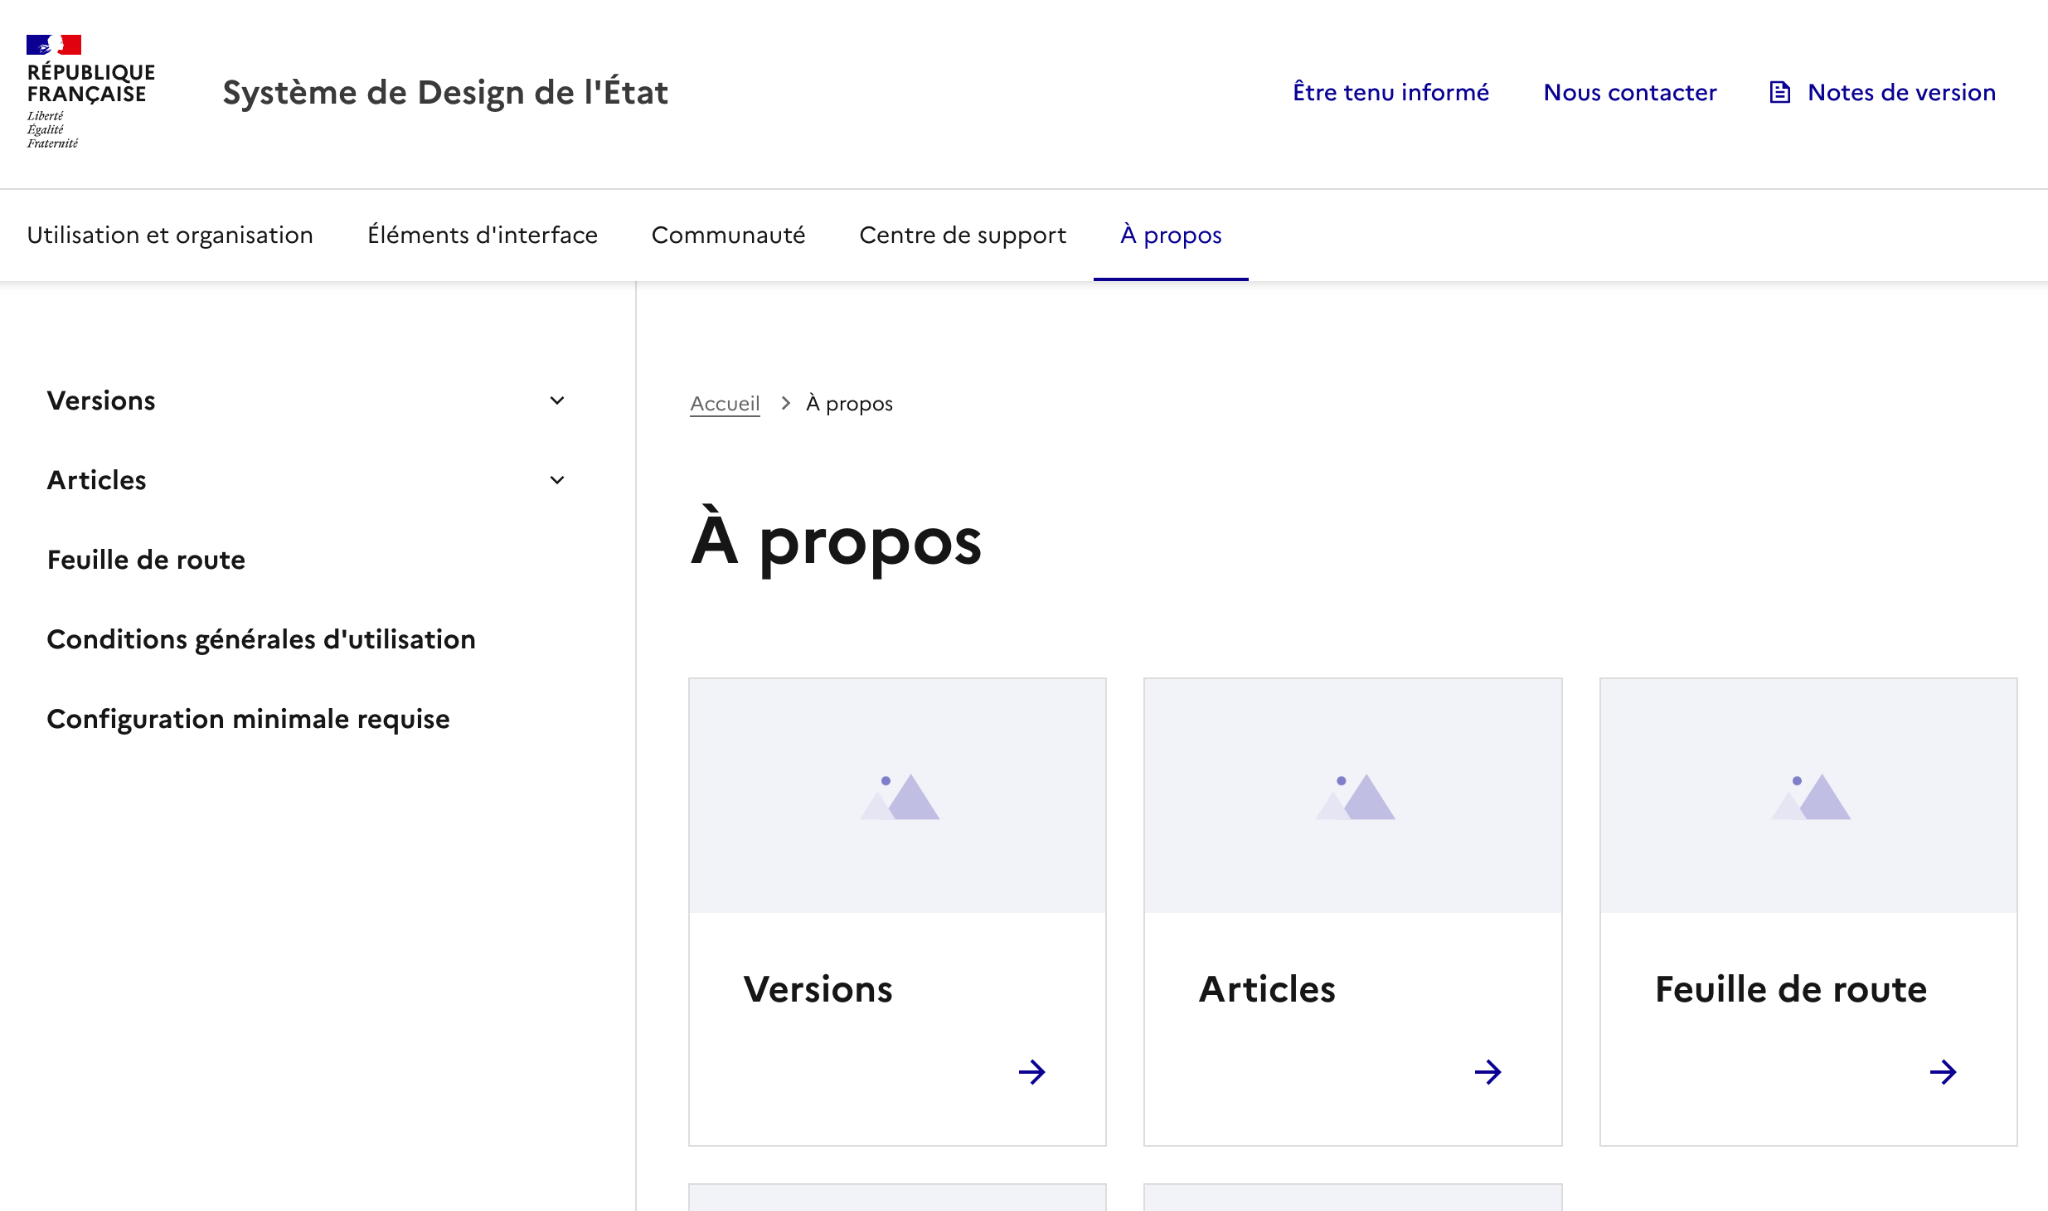 RÉPUBLIQUE
FRANÇAISE
Liberté
Égalité
Fraternité
Système de Design de l'État
Être tenu informé
Nous contacter
Notes de version
Utilisation et organisation
Éléments d'interface
Communauté
Centre de support
À propos
Versions
Articles
Feuille de route
Conditions générales d'utilisation
Configuration minimale requise
Accueil
À propos
À propos
Versions
Articles
Feuille de route